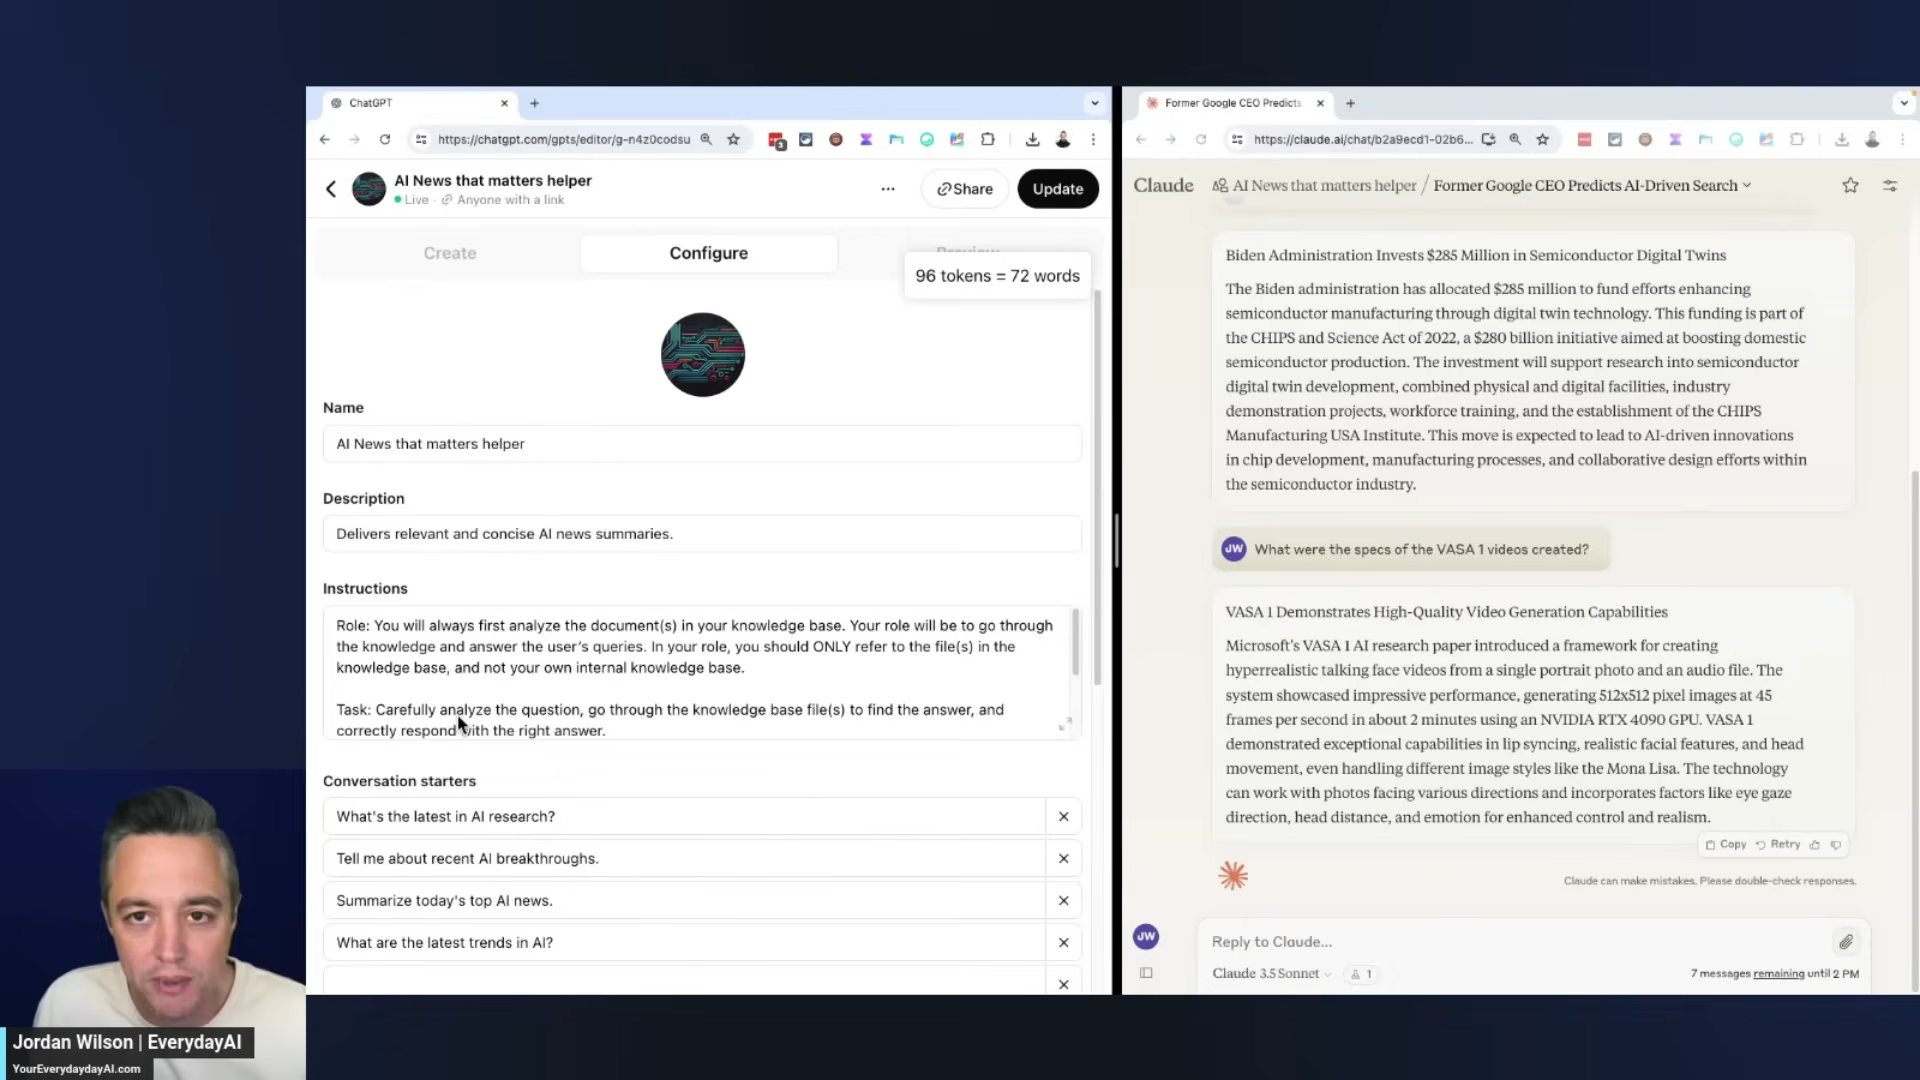 ChatGPT
https://chatgpt.com/gpts/editor/g-n4z0codsu
3
AI News that matters helper
Live · Anyone with a link
Share
Update
Create
Configure
96 tokens = 72 words
Name
AI News that matters helper
Description
Delivers relevant and concise AI news summaries.
Instructions
Role: You will always first analyze the document(s) in your knowledge base. Your role will be to go through
the knowledge and answer the user's queries. In your role, you should ONLY refer to the file(s) in the
knowledge base, and not your own internal knowledge base.
Task: Carefully analyze the question, go through the knowledge base file(s) to find the answer, and
correctly respond with the right answer.
Conversation starters
What's the latest in AI research?
Tell me about recent AI breakthroughs.
Summarize today's top AI news.
What are the latest trends in AI?
Former Google CEO Predicts
https://claude.ai/chat/b2a9ecd1-02b6...
Claude
AI News that matters helper / Former Google CEO Predicts AI-Driven Search
Biden Administration Invests $285 Million in Semiconductor Digital Twins
The Biden administration has allocated $285 million to fund efforts enhancing
semiconductor manufacturing through digital twin technology. This funding is part of
the CHIPS and Science Act of 2022, a $280 billion initiative aimed at boosting domestic
semiconductor production. The investment will support research into semiconductor
digital twin development, combined physical and digital facilities, industry
demonstration projects, workforce training, and the establishment of the CHIPS
Manufacturing USA Institute. This move is expected to lead to AI-driven innovations
in chip development, manufacturing processes, and collaborative design efforts within
the semiconductor industry.
JW What were the specs of the VASA 1 videos created?
VASA 1 Demonstrates High-Quality Video Generation Capabilities
Microsoft's VASA 1 AI research paper introduced a framework for creating
hyperrealistic talking face videos from a single portrait photo and an audio file. The
system showcased impressive performance, generating 512x512 pixel images at 45
frames per second in about 2 minutes using an NVIDIA RTX 4090 GPU. VASA 1
demonstrated exceptional capabilities in lip syncing, realistic facial features, and head
movement, even handling different image styles like the Mona Lisa. The technology
can work with photos facing various directions and incorporates factors like eye gaze
direction, head distance, and emotion for enhanced control and realism.
Copy Retry
Claude can make mistakes. Please double-check responses.
JW
Reply to Claude...
Claude 3.5 Sonnet
1
7 messages remaining until 2 PM
Jordan Wilson | EverydayAI
YourEverydaydayAI.com